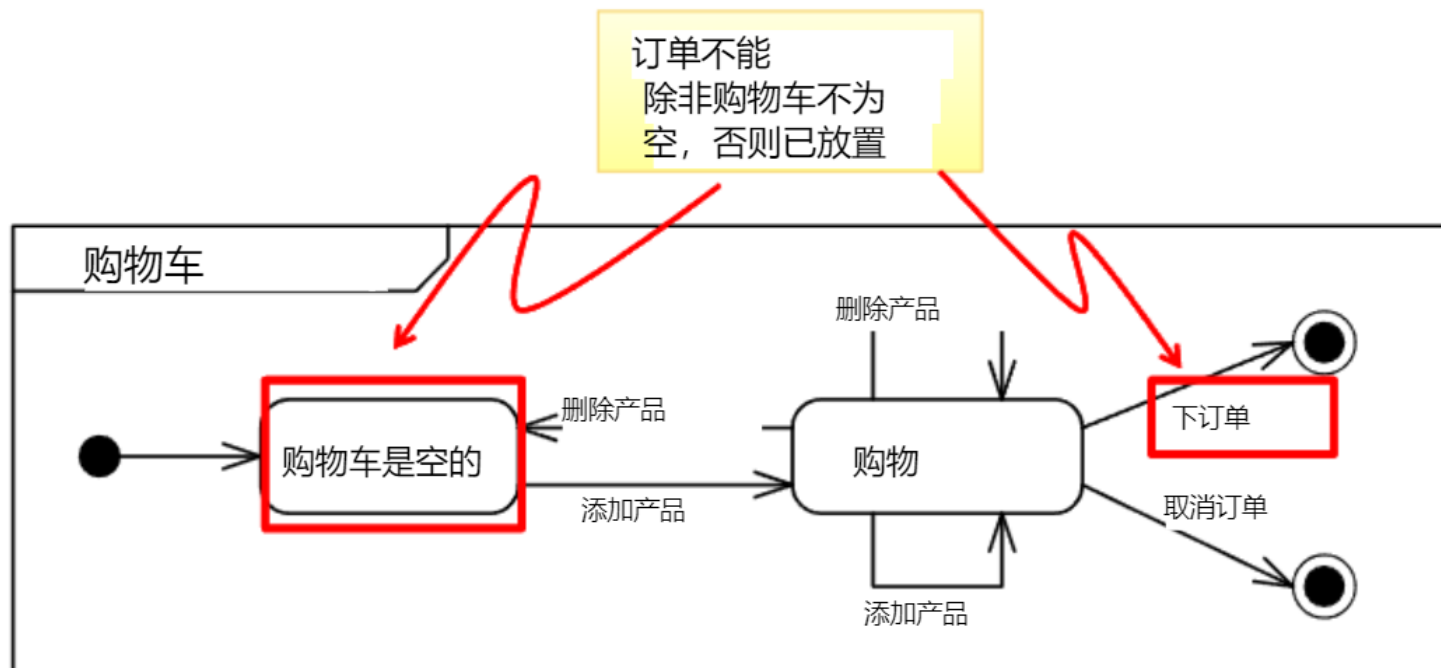 订单不能
除非购物车不为
空，否则已放置
购物车
删除产品
删除产品
下订单
购物车是空的
购物
添加产品
取消订单
添加产品